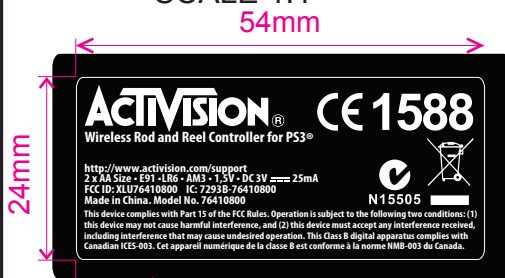 54mm
24mm
ACTIVISION®
CE 1588
Wireless Rod and Reel Controller for PS3®
http://www.activision.com/support
2 x AA Size • E91 •LR6 • AM3 • 1,5V • DC 3V 25mA
FCC ID: XLU76410800 IC: 7293B-76410800
Made in China. Model No. 76410800
N15505
This device complies with Part 15 of the FCC Rules. Operation is subject to the following two conditions: (1)
this device may not cause harmful interference, and (2) this device must accept any interference received,
including interference that may cause undesired operation. This Class B digital apparatus complies with
Canadian ICES-003. Cet appareil numérique de la classe B est conforme à la norme NMB-003 du Canada.